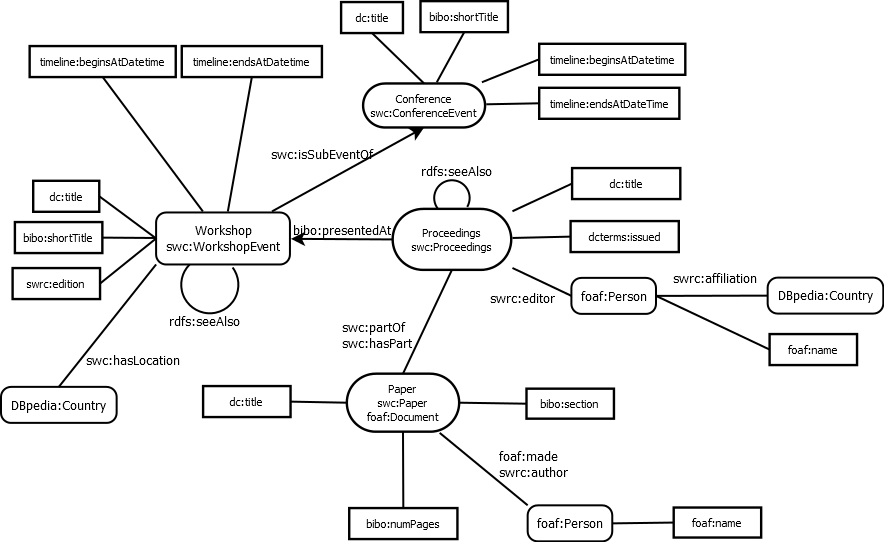 dc:title
bibo:shortTitle
timeline:beginsAtDatetime
timeline:endsAtDatetime
timeline:beginsAtDatetime
Conference
swc:ConferenceEvent
timeline:endsAtDateTime
swc:isSubEventOf
rdfs:seeAlso
dc:title
dc:title
bibo:shortTitle
swrc:edition
Workshop
swc:WorkshopEvent
bibo:presentedAt
Proceedings
swc:Proceedings
dcterms:issued
rdfs:seeAlso
swrc:editor
foaf:Person
swrc:affiliation
DBpedia:Country
foaf:name
swc:partOf
swc:hasPart
swc:hasLocation
DBpedia:Country
dc:title
Paper
swc:Paper
foaf:Document
bibo:section
foaf:made
swrc:author
bibo:numPages
foaf:Person
foaf:name